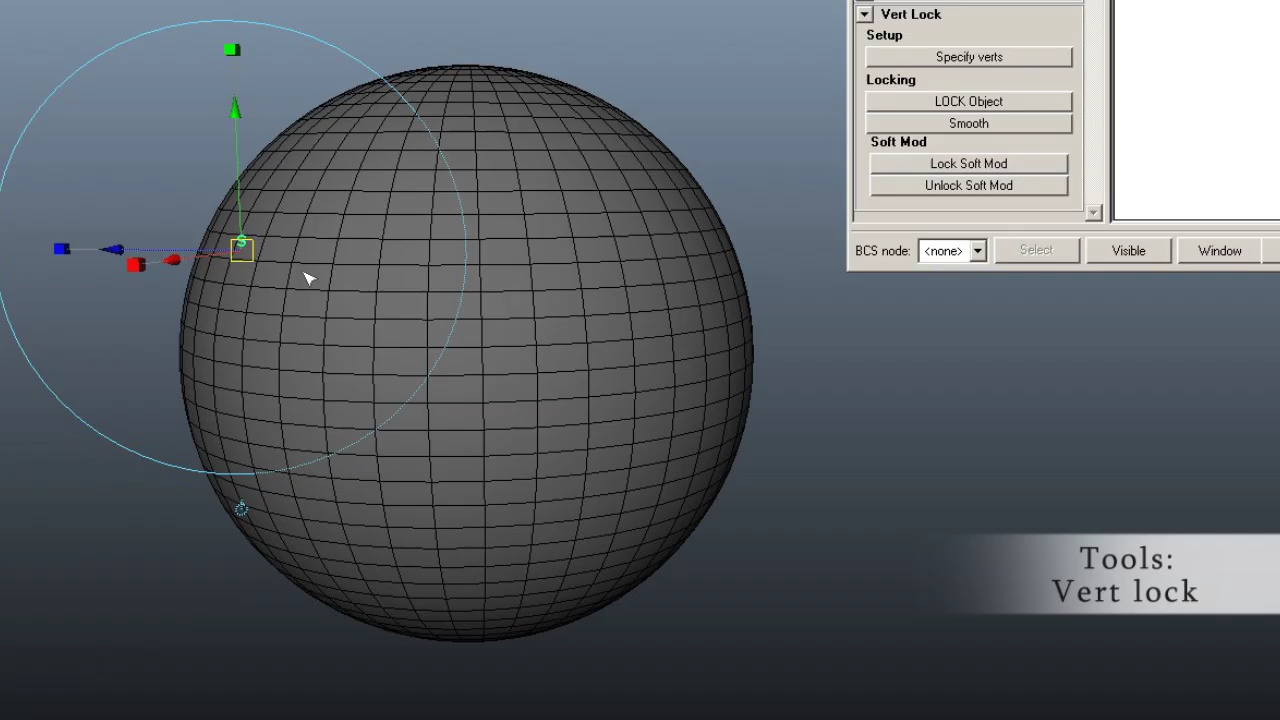 Vert Lock
Setup
Specify verts
Locking
LOCK Object
Smooth
Soft Mod
Lock Soft Mod
Unlock Soft Mod
BCS node: <none> Select Visible Window
S
Tools:
Vert lock